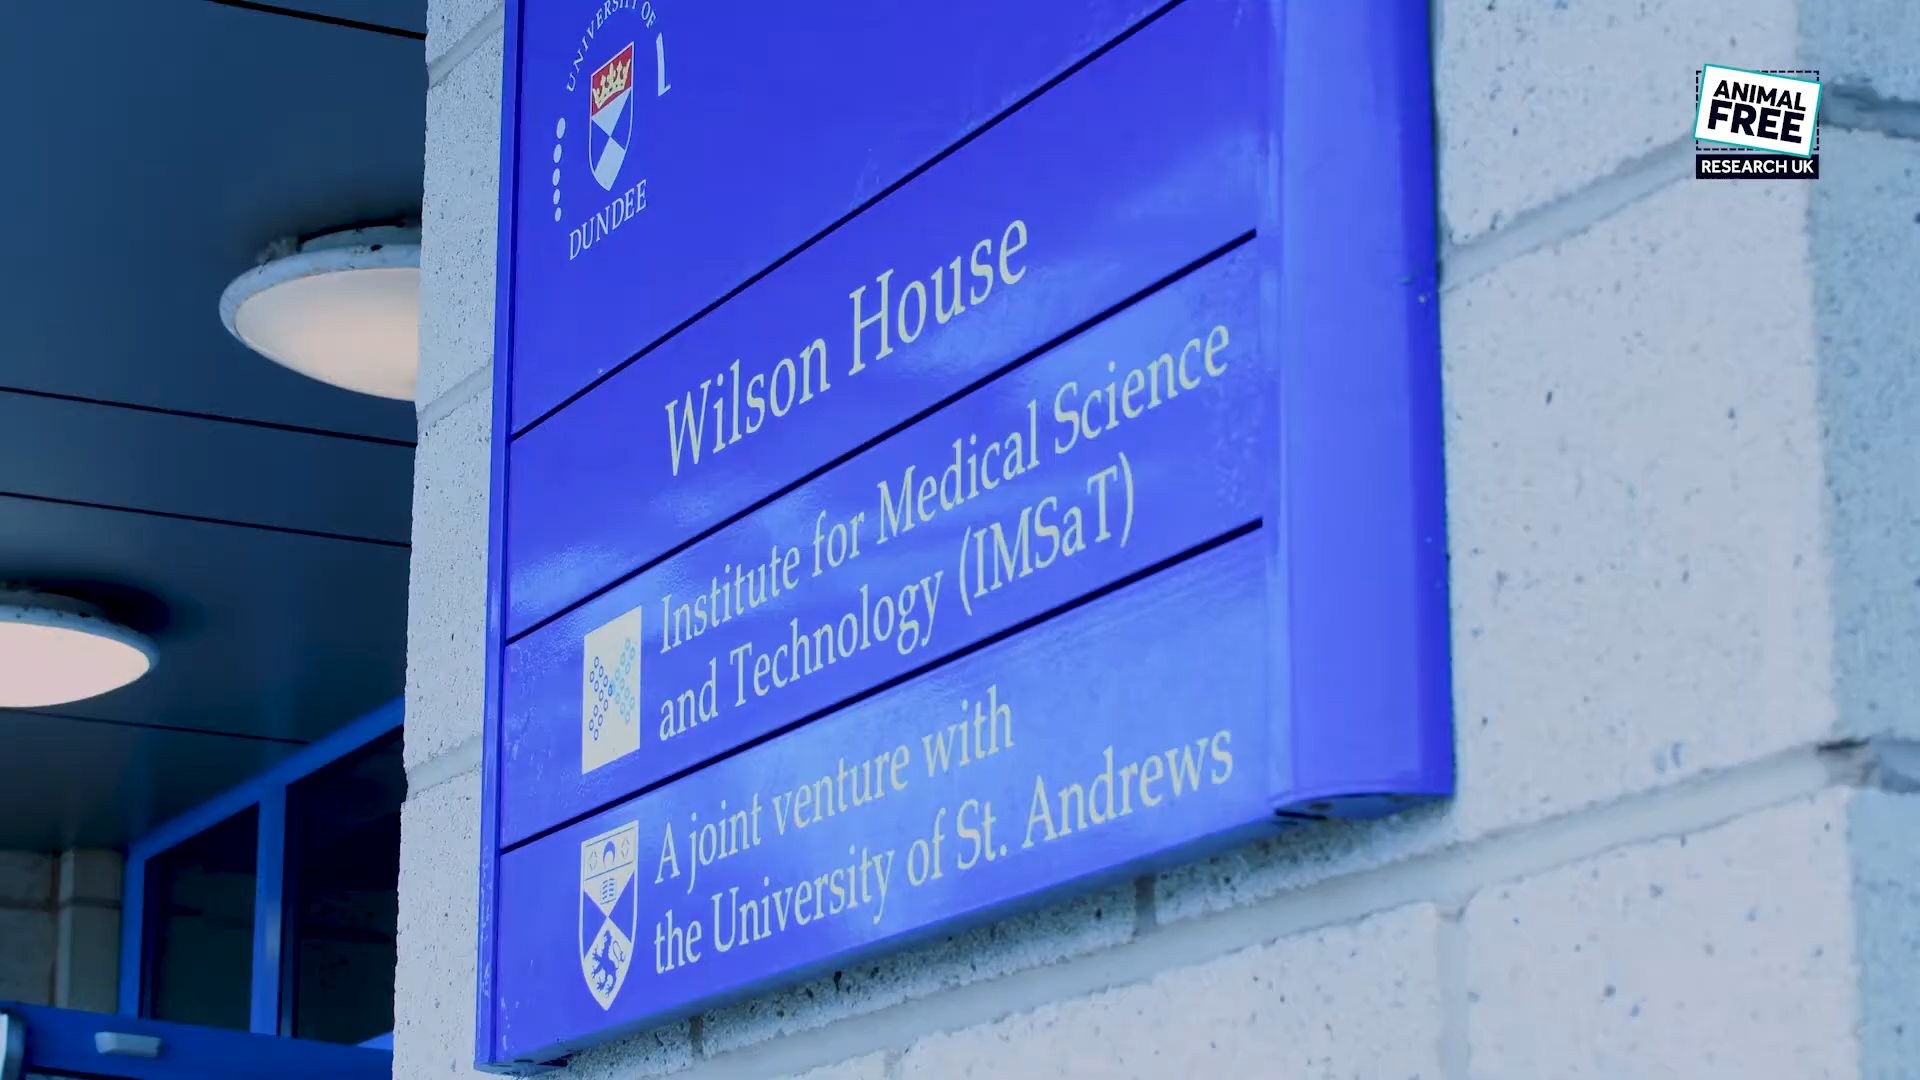 UNIVERSITY OF
DUNDEE
Wilson House
Institute for Medical Science
and Technology (IMSaT)
A joint venture with
the University of St. Andrews
ANIMAL
FREE
RESEARCH UK